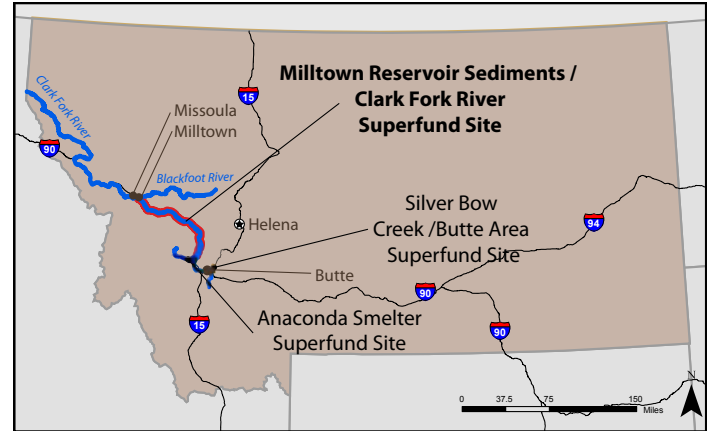 Milltown Reservoir Sediments /
Clark Fork River
Superfund Site
15
Clark Fork River
Missoula
Milltown
90
Blackfoot River
Silver Bow
Creek /Butte Area
Superfund Site
Helena
94
Butte
90
Anaconda Smelter
Superfund Site
15
90
N
0 37.5 75 150
Miles